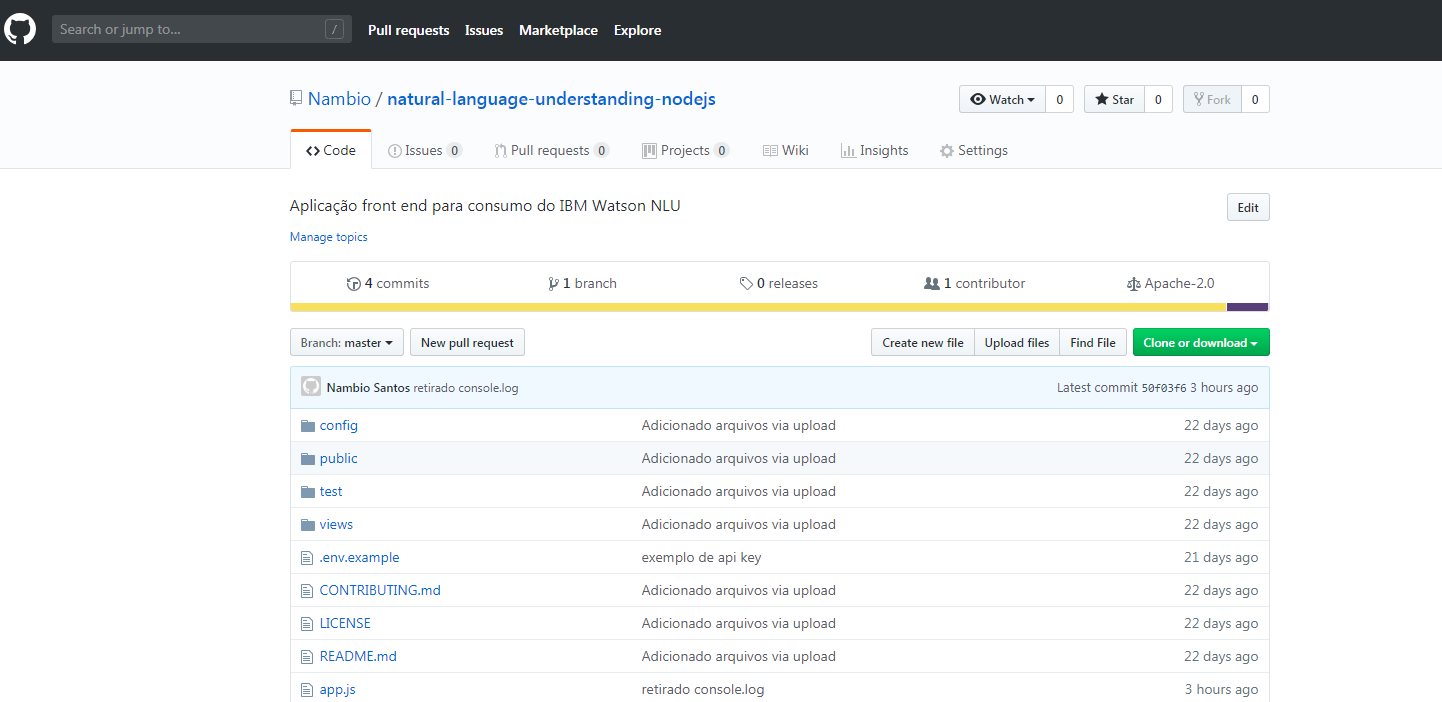 Search or jump to... /
Pull requests Issues Marketplace Explore
Nambio / natural-language-understanding-nodejs
Watch 0 Star 0 Fork 0
Code Issues 0 Pull requests 0 Projects 0 Wiki Insights Settings
Aplicação front end para consumo do IBM Watson NLU Edit
Manage topics
4 commits 1 branch 0 releases 1 contributor Apache-2.0
Branch: master New pull request Create new file Upload files Find File Clone or download
Nambio Santos retirado console.log Latest commit 50f03f6 3 hours ago
config Adicionado arquivos via upload 22 days ago
public Adicionado arquivos via upload 22 days ago
test Adicionado arquivos via upload 22 days ago
views Adicionado arquivos via upload 22 days ago
.env.example exemplo de api key 21 days ago
CONTRIBUTING.md Adicionado arquivos via upload 22 days ago
LICENSE Adicionado arquivos via upload 22 days ago
README.md Adicionado arquivos via upload 22 days ago
app.js retirado console.log 3 hours ago